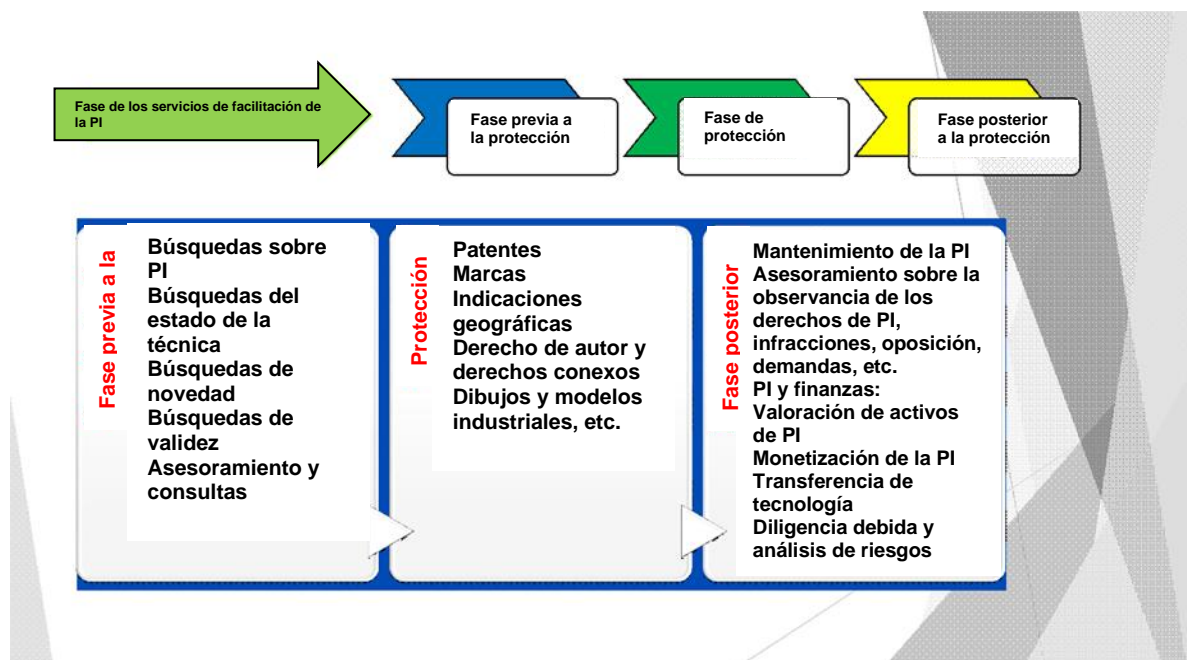 Fase de los servicios de facilitación de
la PI
Fase previa a
la protección
Fase de
protección
Fase posterior
a la protección
Fase previa a la
Búsquedas sobre
PI
Búsquedas del
estado de la
técnica
Búsquedas de
novedad
Búsquedas de
validez
Asesoramiento y
consultas
Protección
Patentes
Marcas
Indicaciones
geográficas
Derecho de autor y
derechos conexos
Dibujos y modelos
industriales, etc.
Fase posterior
Mantenimiento de la PI
Asesoramiento sobre la
observancia de los
derechos de PI,
infracciones, oposición,
demandas, etc.
PI y finanzas:
Valoración de activos
de PI
Monetización de la PI
Transferencia de
tecnología
Diligencia debida y
análisis de riesgos